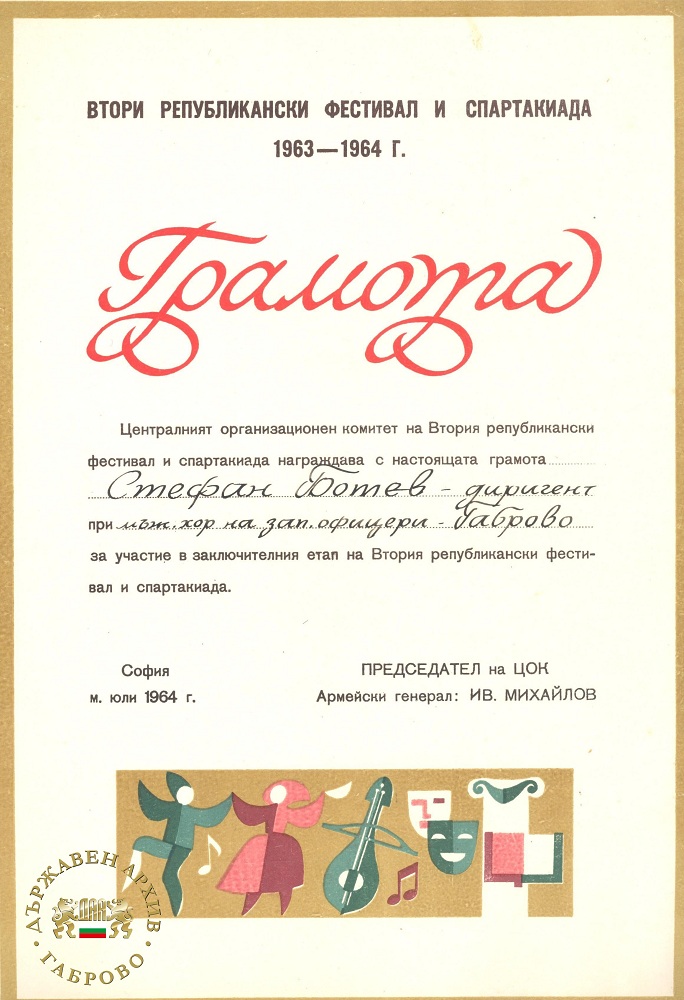 ВТОРИ РЕПУБЛИКАНСКИ ФЕСТИВАЛ И СПАРТАКИАДА
1963—1964 Г.
Грамота
Централният организационен комитет на Втория републикански
фестивал и спартакиада награждава с настоящата грамота
Стефан Ботев - диригент
при мъж. хор на зап. офицери - Габрово
за участие в заключителния етап на Втория републикански фести-
вал и спартакиада.
София
м. юли 1964 г.
ПРЕДСЕДАТЕЛ на ЦОК
Армейски генерал: ИВ. МИХАЙЛОВ
ДЪРЖАВЕН АРХИВ
ДААГ
ГАБРОВО